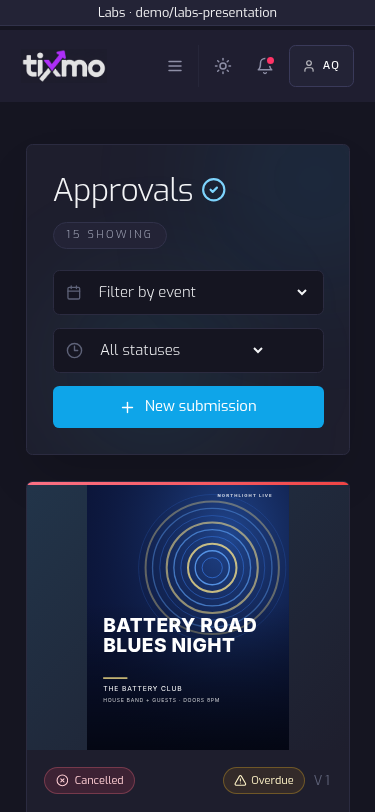 Labs · demo/labs-presentation
tixmo
AQ
Approvals
15 SHOWING
Filter by event
All statuses
New submission
NORTHLIGHT LIVE
BATTERY ROAD
BLUES NIGHT
THE BATTERY CLUB
HOUSE BAND + GUESTS · DOORS 8PM
Cancelled
Overdue
V1